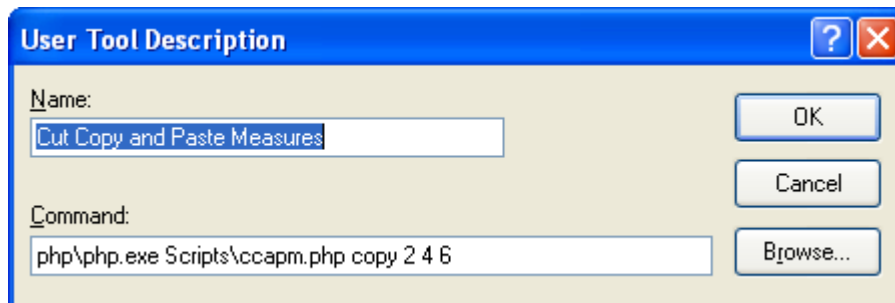 User Tool Description
Name:
Cut Copy and Paste Measures
OK
Cancel
Command:
php\php.exe Scripts\ccapm.php copy 2 4 6
Browse...